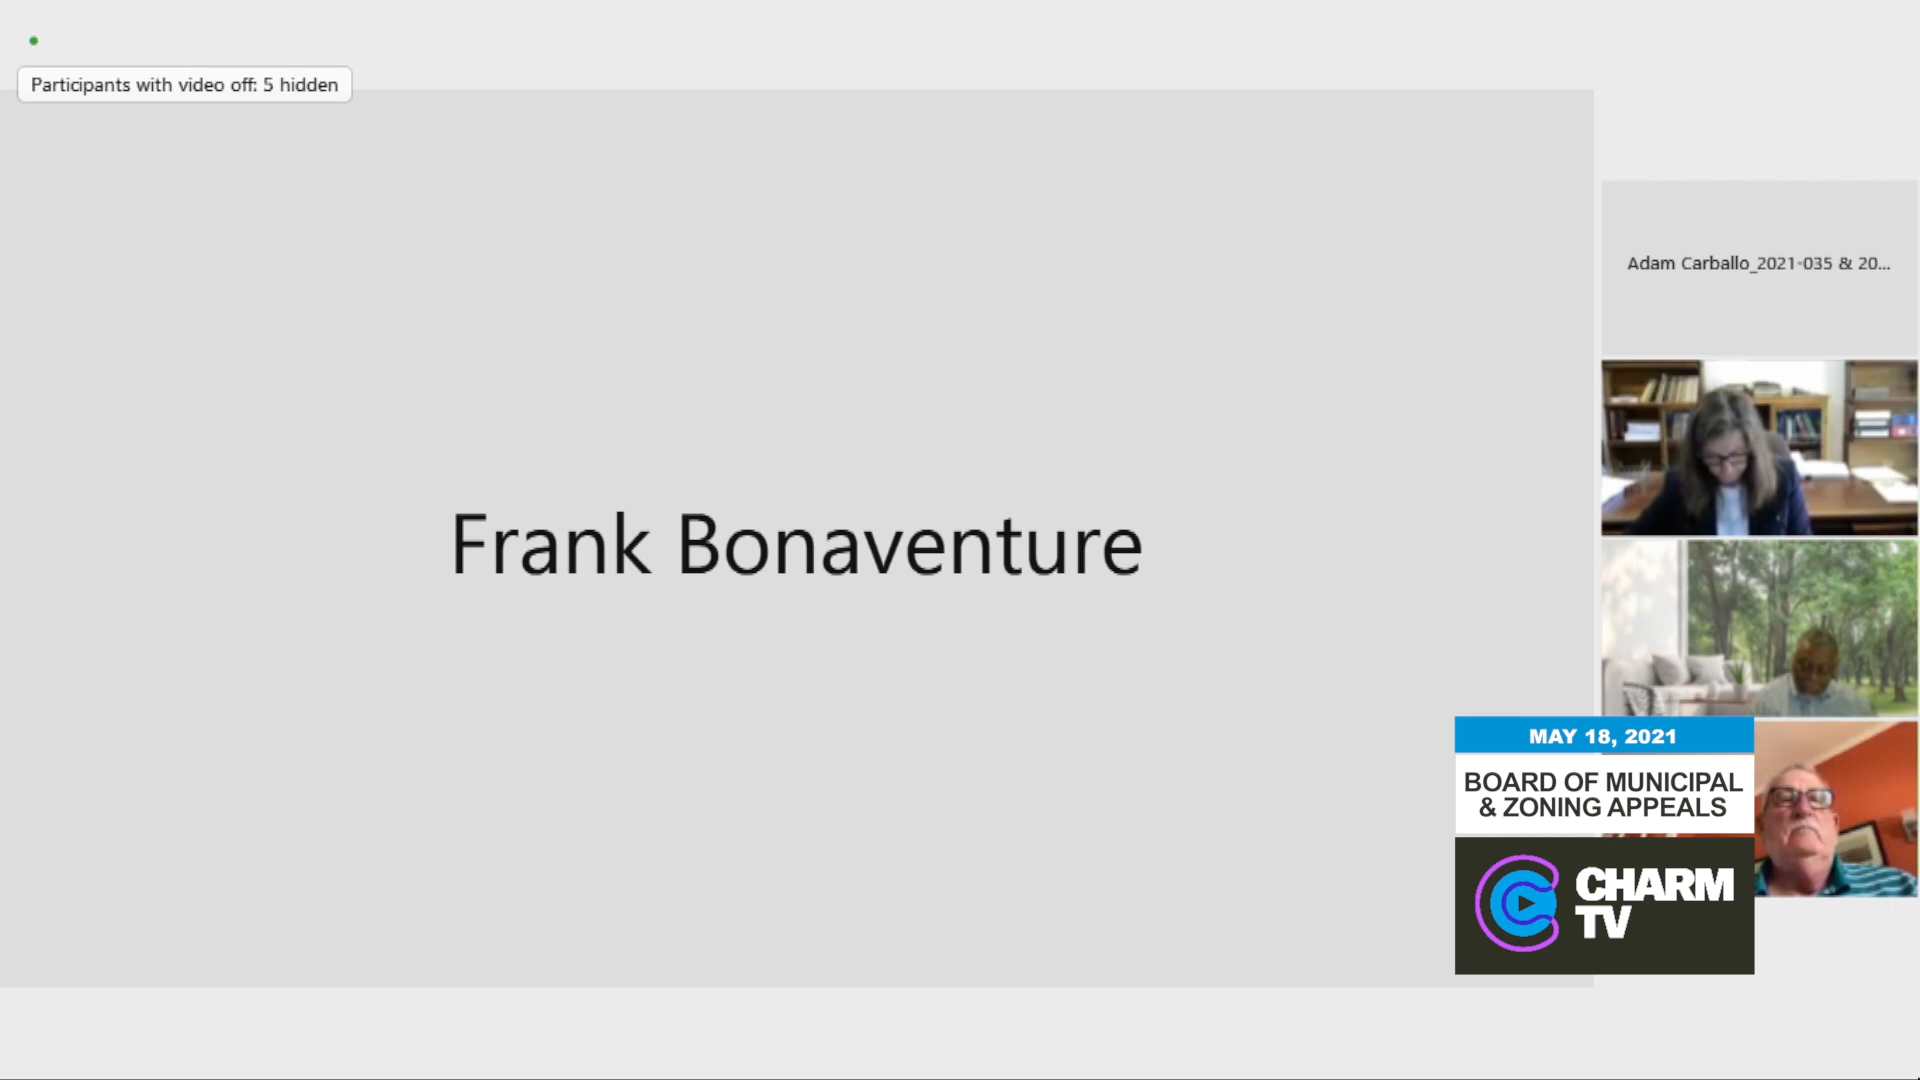 Participants with video off: 5 hidden
Frank Bonaventure
Adam Carballo_2021-035 & 20...
MAY 18, 2021
BOARD OF MUNICIPAL
& ZONING APPEALS
CHARM
TV